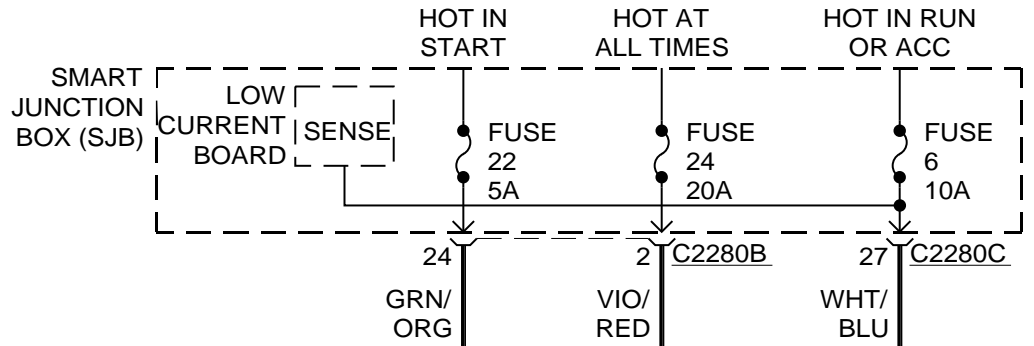 HOT IN
START
HOT AT
ALL TIMES
HOT IN RUN
OR ACC
SMART
JUNCTION
BOX (SJB)
LOW
CURRENT
BOARD
SENSE
FUSE
22
5A
FUSE
24
20A
FUSE
6
10A
24
2
C2280B
27
C2280C
GRN/
ORG
VIO/
RED
WHT/
BLU